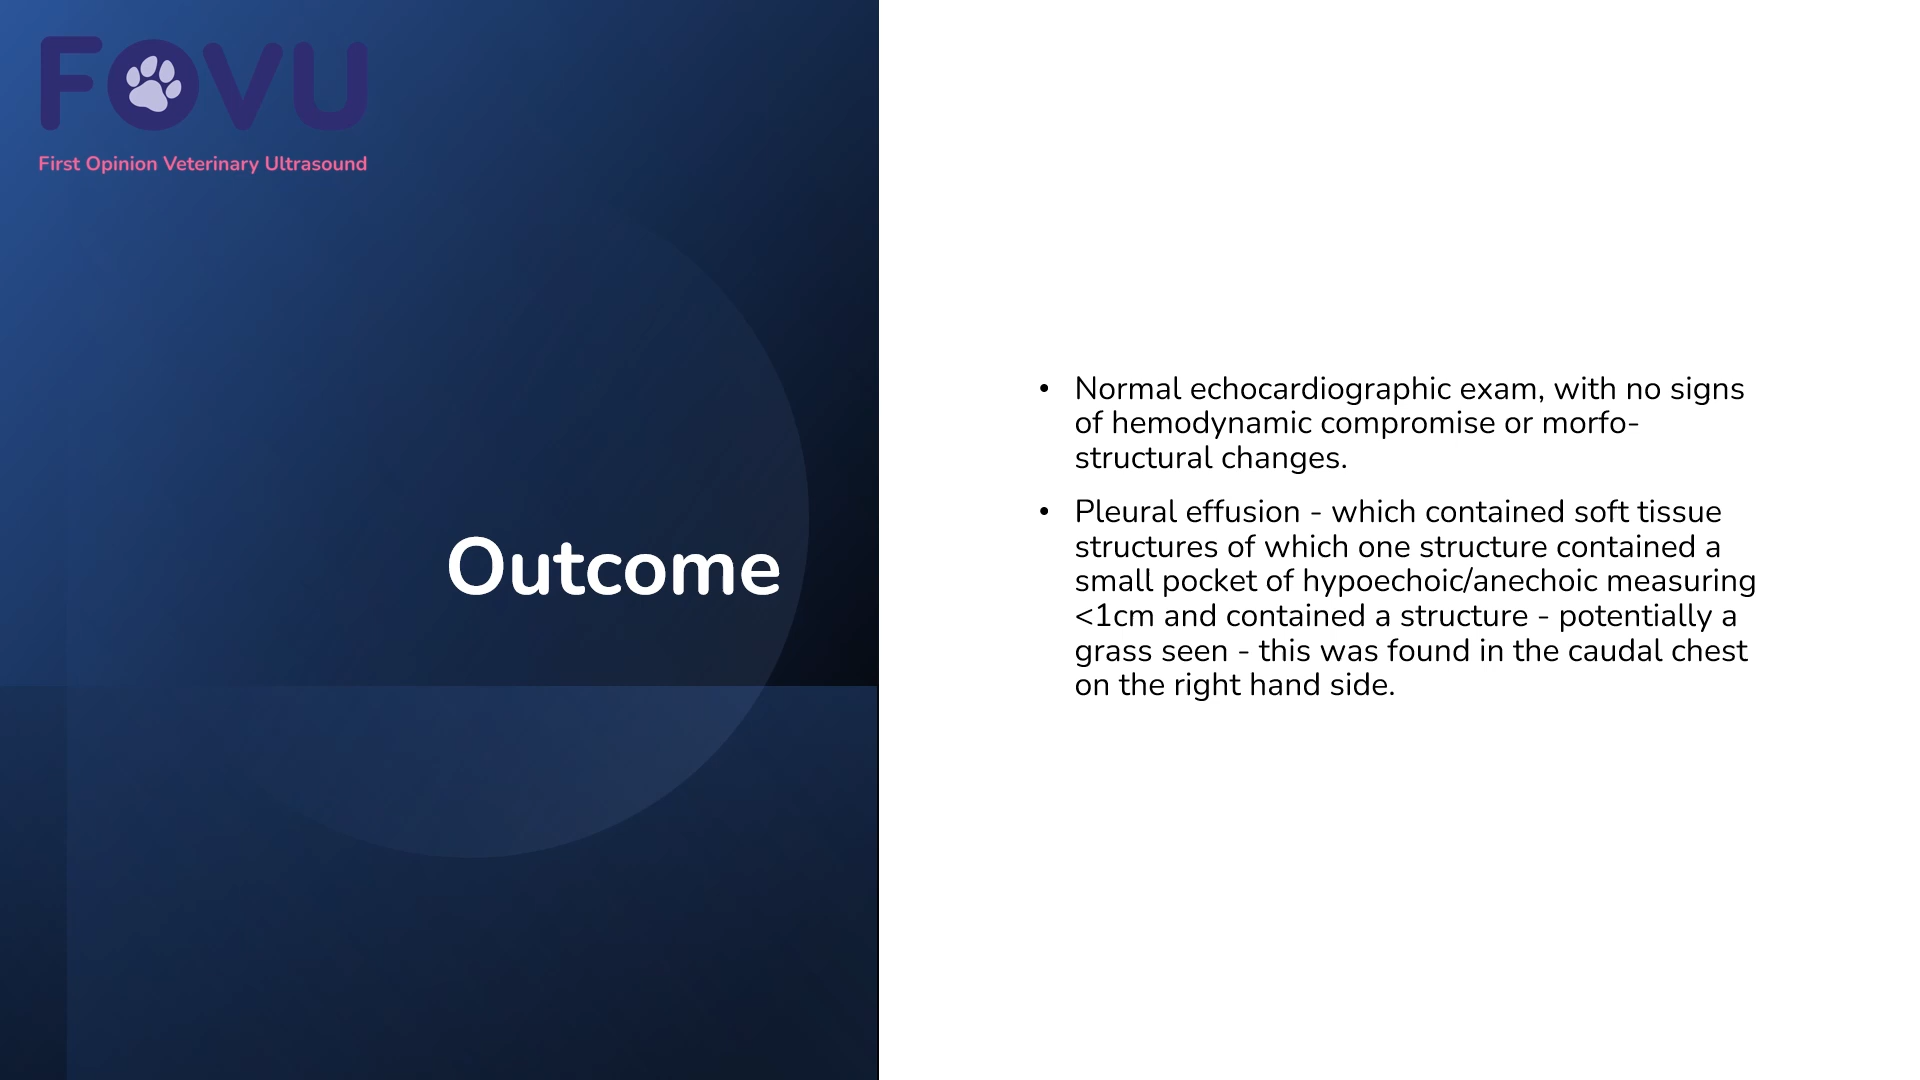 FOVU
First Opinion Veterinary Ultrasound
Outcome
• Normal echocardiographic exam, with no signs
of hemodynamic compromise or morfo-
structural changes.
• Pleural effusion - which contained soft tissue
structures of which one structure contained a
small pocket of hypoechoic/anechoic measuring
<1cm and contained a structure - potentially a
grass seen - this was found in the caudal chest
on the right hand side.